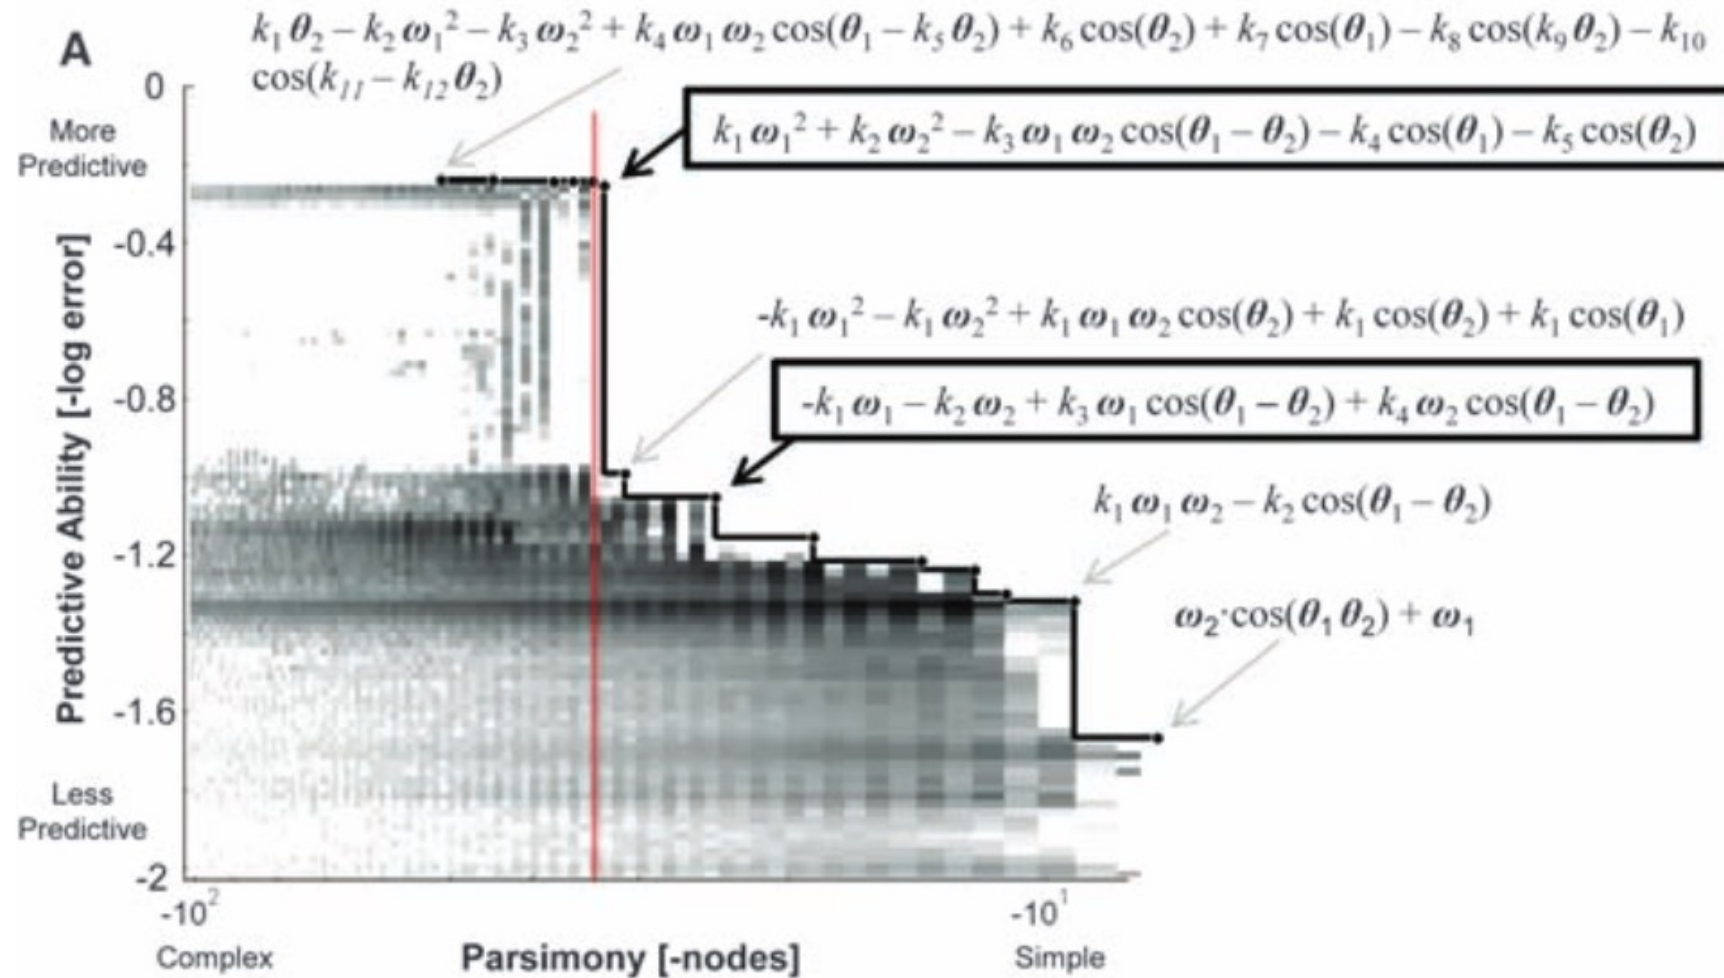 A
k₁ θ₂ – k₂ ω₁² – k₃ ω₂² + k₄ ω₁ ω₂ cos(θ₁ – k₅ θ₂) + k₆ cos(θ₂) + k₇ cos(θ₁) – k₈ cos(k₉ θ₂) – k₁₀
cos(k₁₁ – k₁₂ θ₂)
0
More
Predictive
k₁ ω₁² + k₂ ω₂² – k₃ ω₁ ω₂ cos(θ₁ – θ₂) – k₄ cos(θ₁) – k₅ cos(θ₂)
-0.4
-k₁ ω₁² – k₁ ω₂² + k₁ ω₁ ω₂ cos(θ₂) + k₁ cos(θ₂) + k₁ cos(θ₁)
-0.8
-k₁ ω₁ – k₂ ω₂ + k₃ ω₁ cos(θ₁ – θ₂) + k₄ ω₂ cos(θ₁ – θ₂)
Predictive Ability [-log error]
k₁ ω₁ ω₂ – k₂ cos(θ₁ – θ₂)
-1.2
ω₂·cos(θ₁ θ₂) + ω₁
-1.6
Less
Predictive
-2
-10²
-10¹
Complex
Parsimony [-nodes]
Simple